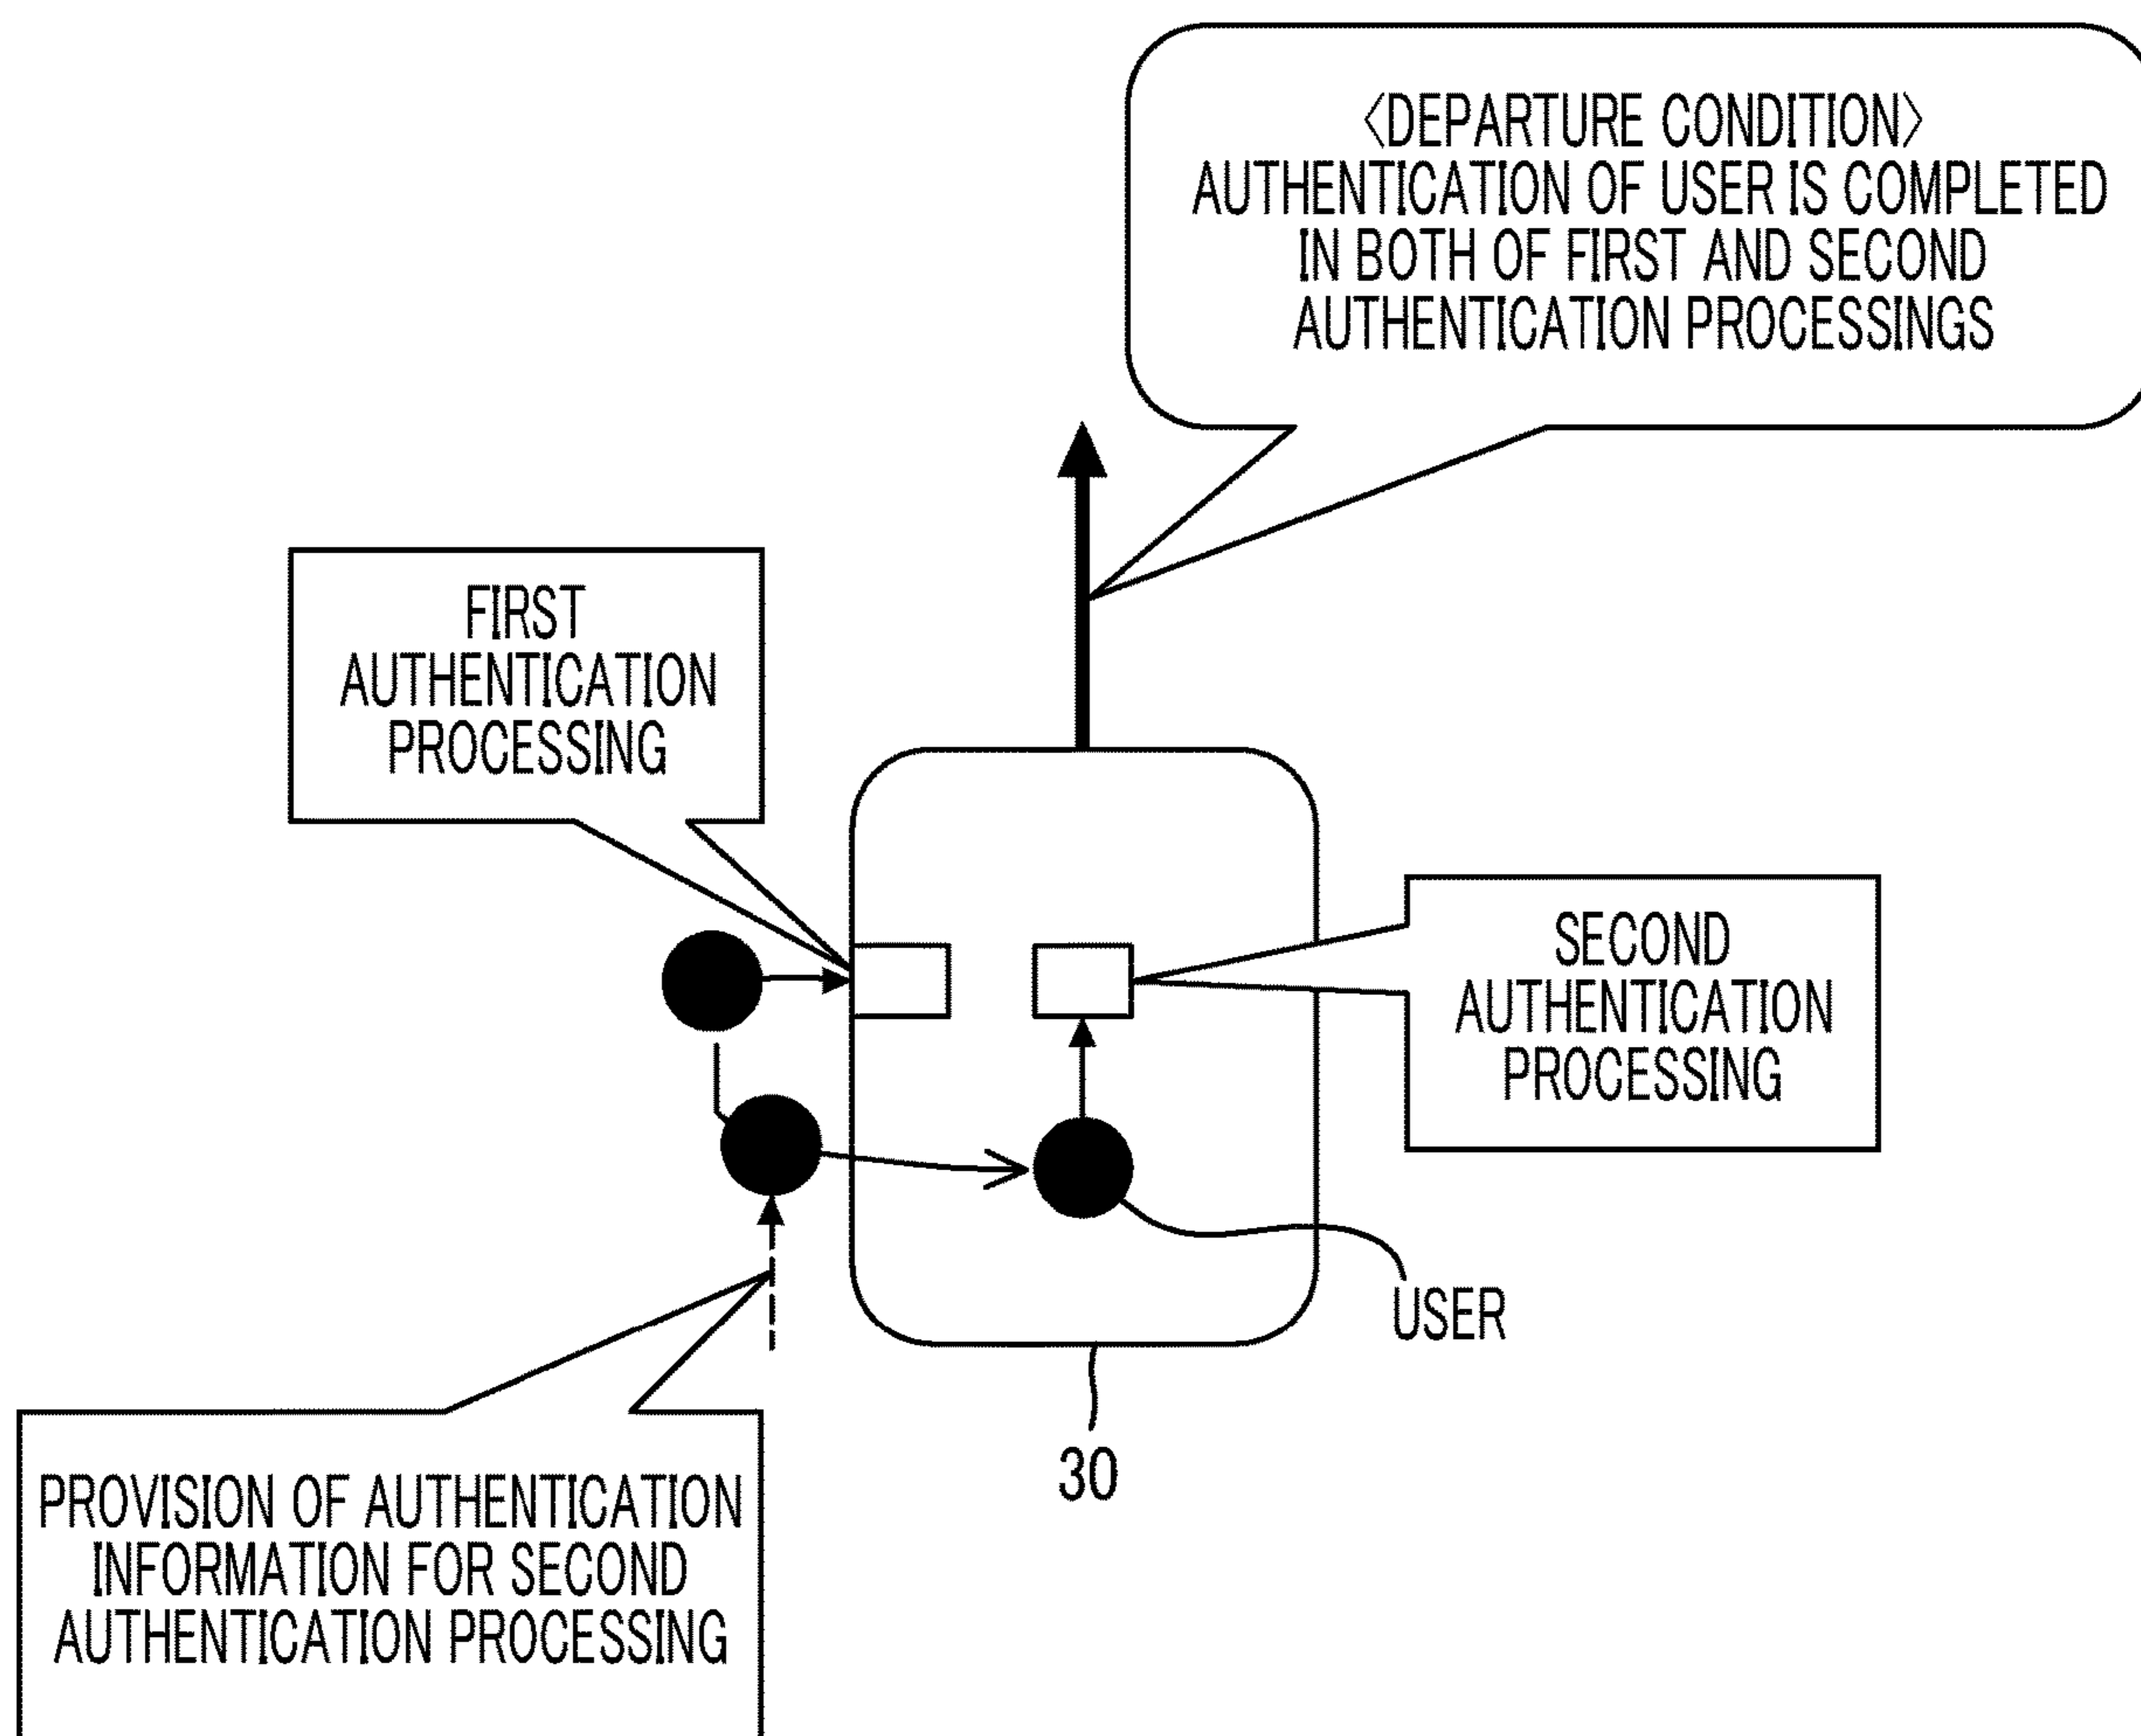 〈DEPARTURE CONDITION〉
AUTHENTICATION OF USER IS COMPLETED
IN BOTH OF FIRST AND SECOND
AUTHENTICATION PROCESSINGS
FIRST
AUTHENTICATION
PROCESSING
SECOND
AUTHENTICATION
PROCESSING
USER
30
PROVISION OF AUTHENTICATION
INFORMATION FOR SECOND
AUTHENTICATION PROCESSING